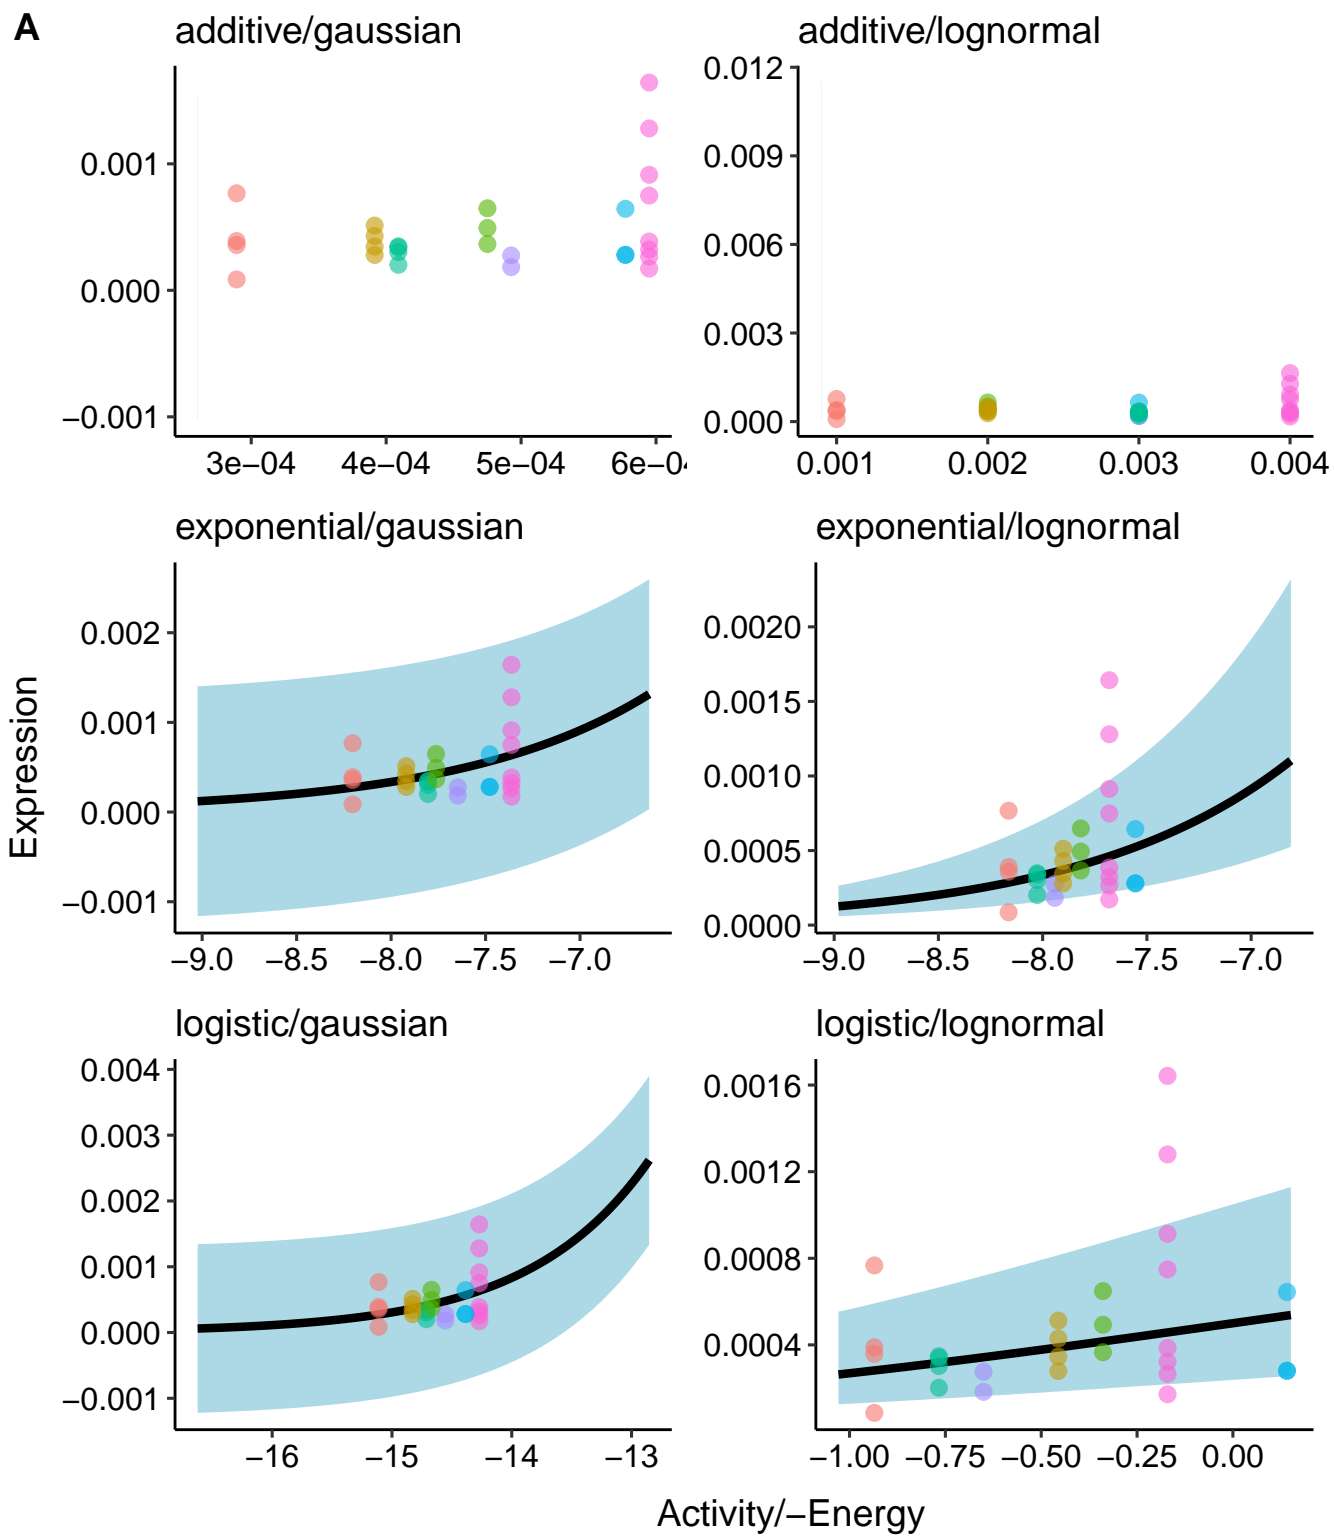 A
additive/gaussian
additive/lognormal
0.001
0.000
−0.001
3e−04 4e−04 5e−04 6e−0
0.012
0.009
0.006
0.003
0.000
0.001 0.002 0.003 0.004
exponential/gaussian
exponential/lognormal
0.002
0.001
0.000
−0.001
−9.0 −8.5 −8.0 −7.5 −7.0
0.0020
0.0015
0.0010
0.0005
0.0000
−9.0 −8.5 −8.0 −7.5 −7.0
Expression
logistic/gaussian
logistic/lognormal
0.004
0.003
0.002
0.001
0.000
−0.001
−16 −15 −14 −13
0.0016
0.0012
0.0008
0.0004
−1.00 −0.75 −0.50 −0.25 0.00
Activity/−Energy